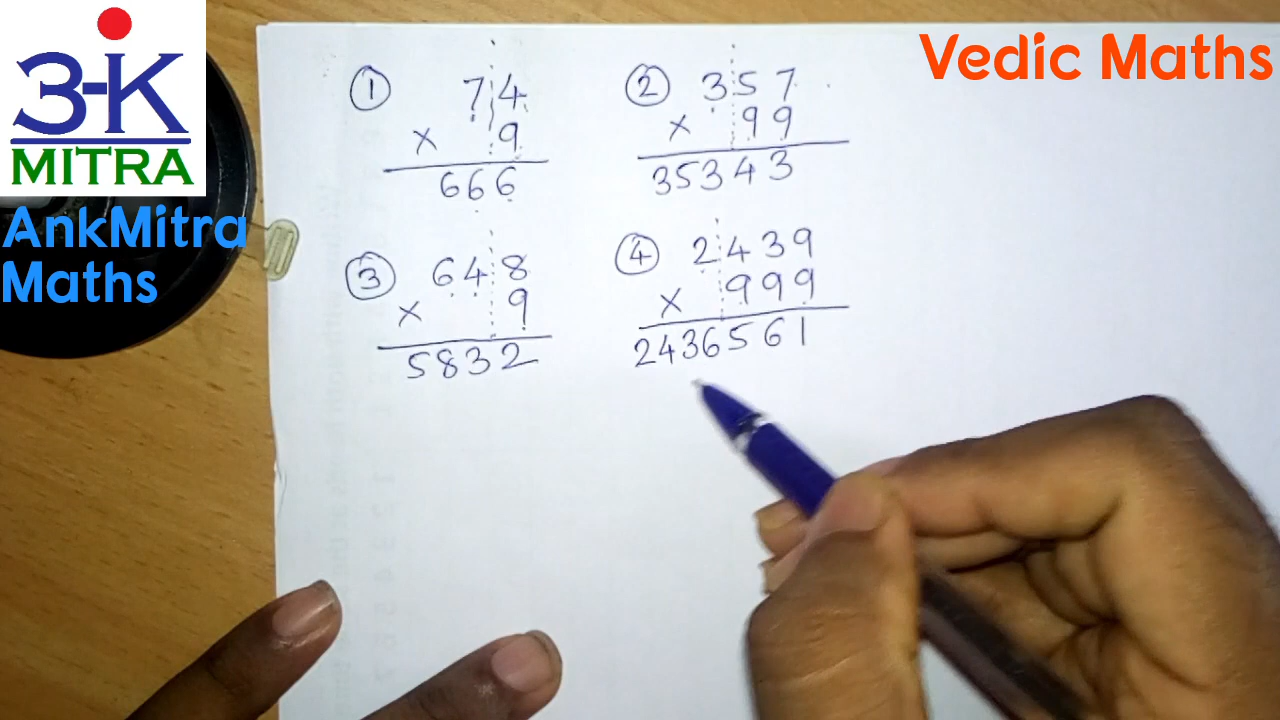 3-K
MITRA
AnkMitra
Maths
Vedic Maths
① 74
× 9
666
② 357
× 99
35343
③ 648
× 9
5832
④ 2439
× 999
2436561